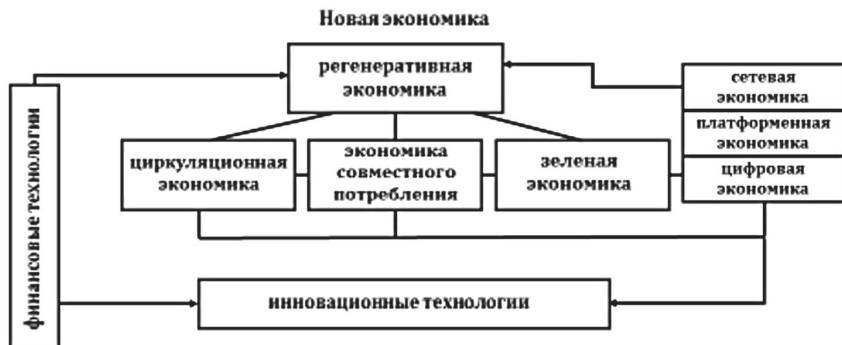 Новая экономика
регенеративная
экономика
сетевая
экономика
платформенная
экономика
цифровая
экономика
циркуляционная
экономика
экономика
совместного
потребления
зеленая
экономика
финансовые технологии
инновационные технологии